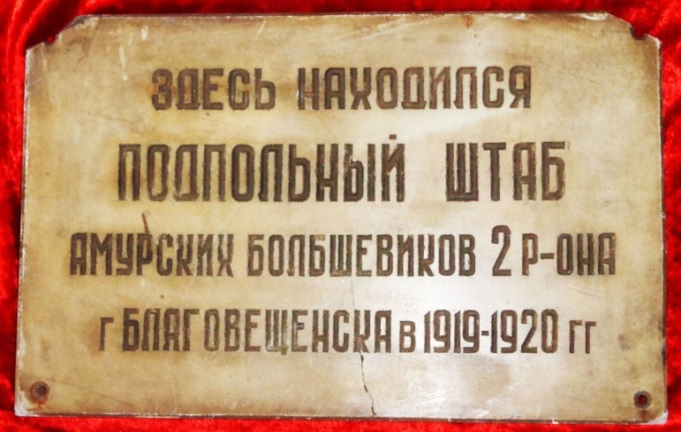 ЗДЕСЬ НАХОДИЛСЯ
ПОДПОЛЬНЫЙ ШТАБ
АМУРСКИХ БОЛЬШЕВИКОВ 2 Р-ОНА
г БЛАГОВЕЩЕНСКА в 1919-1920 гг